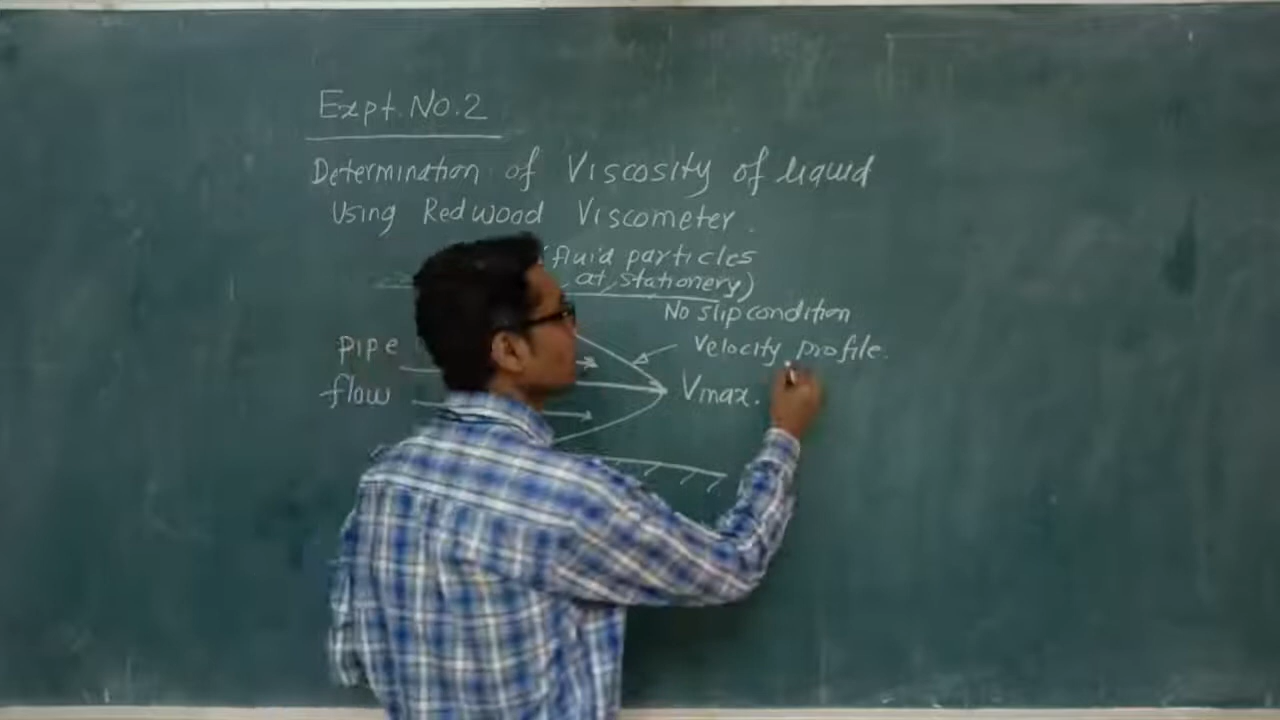 Expt. No. 2
Determination of Viscosity of liquid
Using Redwood Viscometer.
(fluid particles
at stationery)
No slip condition
pipe
velocity profile.
flow
Vmax.